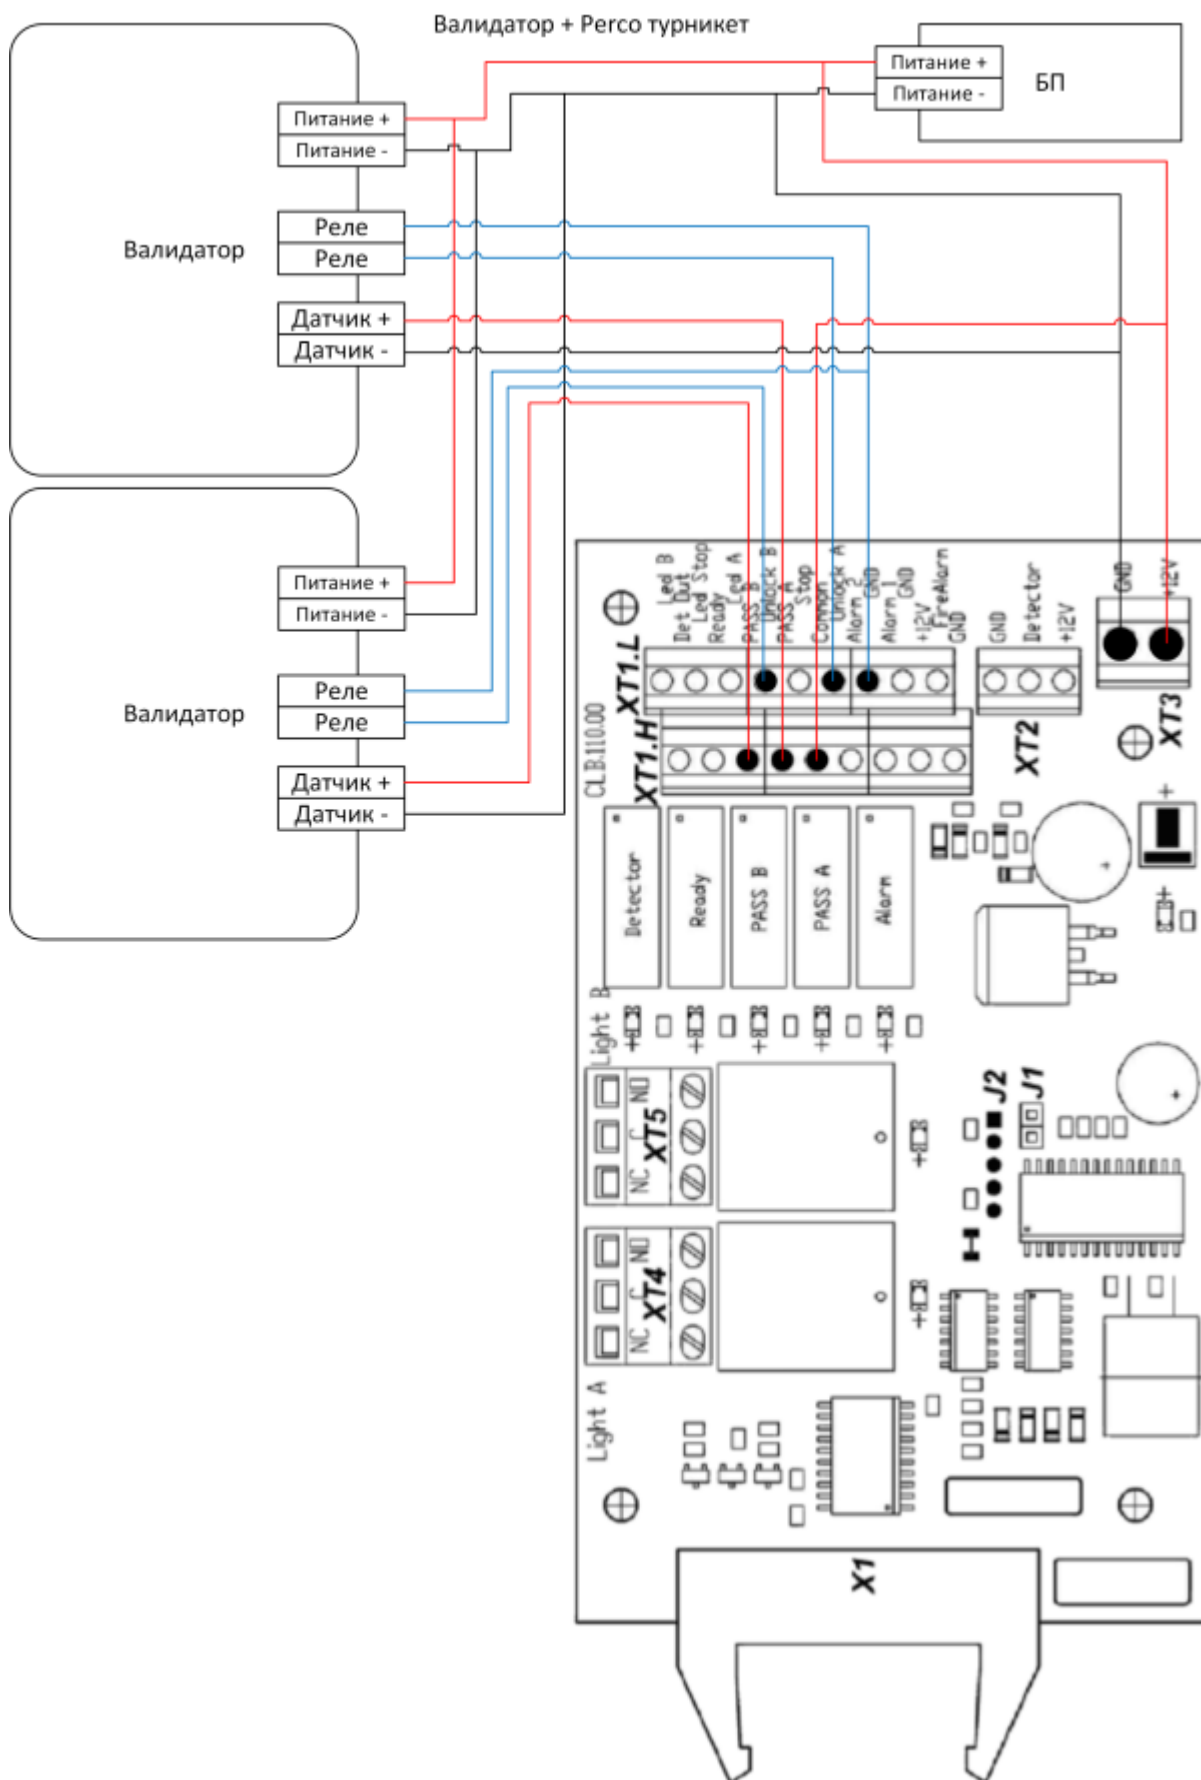 Валидатор + Perco турникет
Питание +
Питание -
БП
Питание +
Питание -
Реле
Реле
Валидатор
Датчик +
Датчик -
Питание +
Питание -
Реле
Реле
Валидатор
Датчик +
Датчик -
Led B
Det Out
Led Stop
Ready
Led A
PASS B
Unlock B
PASS A
Stop
Common
Unlock A
Alarm 2
GND
Alarm 1
GND
+12V
FireAlarm
GND
GND
Detector
+12V
GND
+12V
XT1.L
XT1.H
XT2
XT3
CLB.110.00
Detector
Ready
PASS B
PASS A
Alarm
Light B
NO
C
NC
XT5
J2
J1
NO
C
NC
XT4
Light A
X1